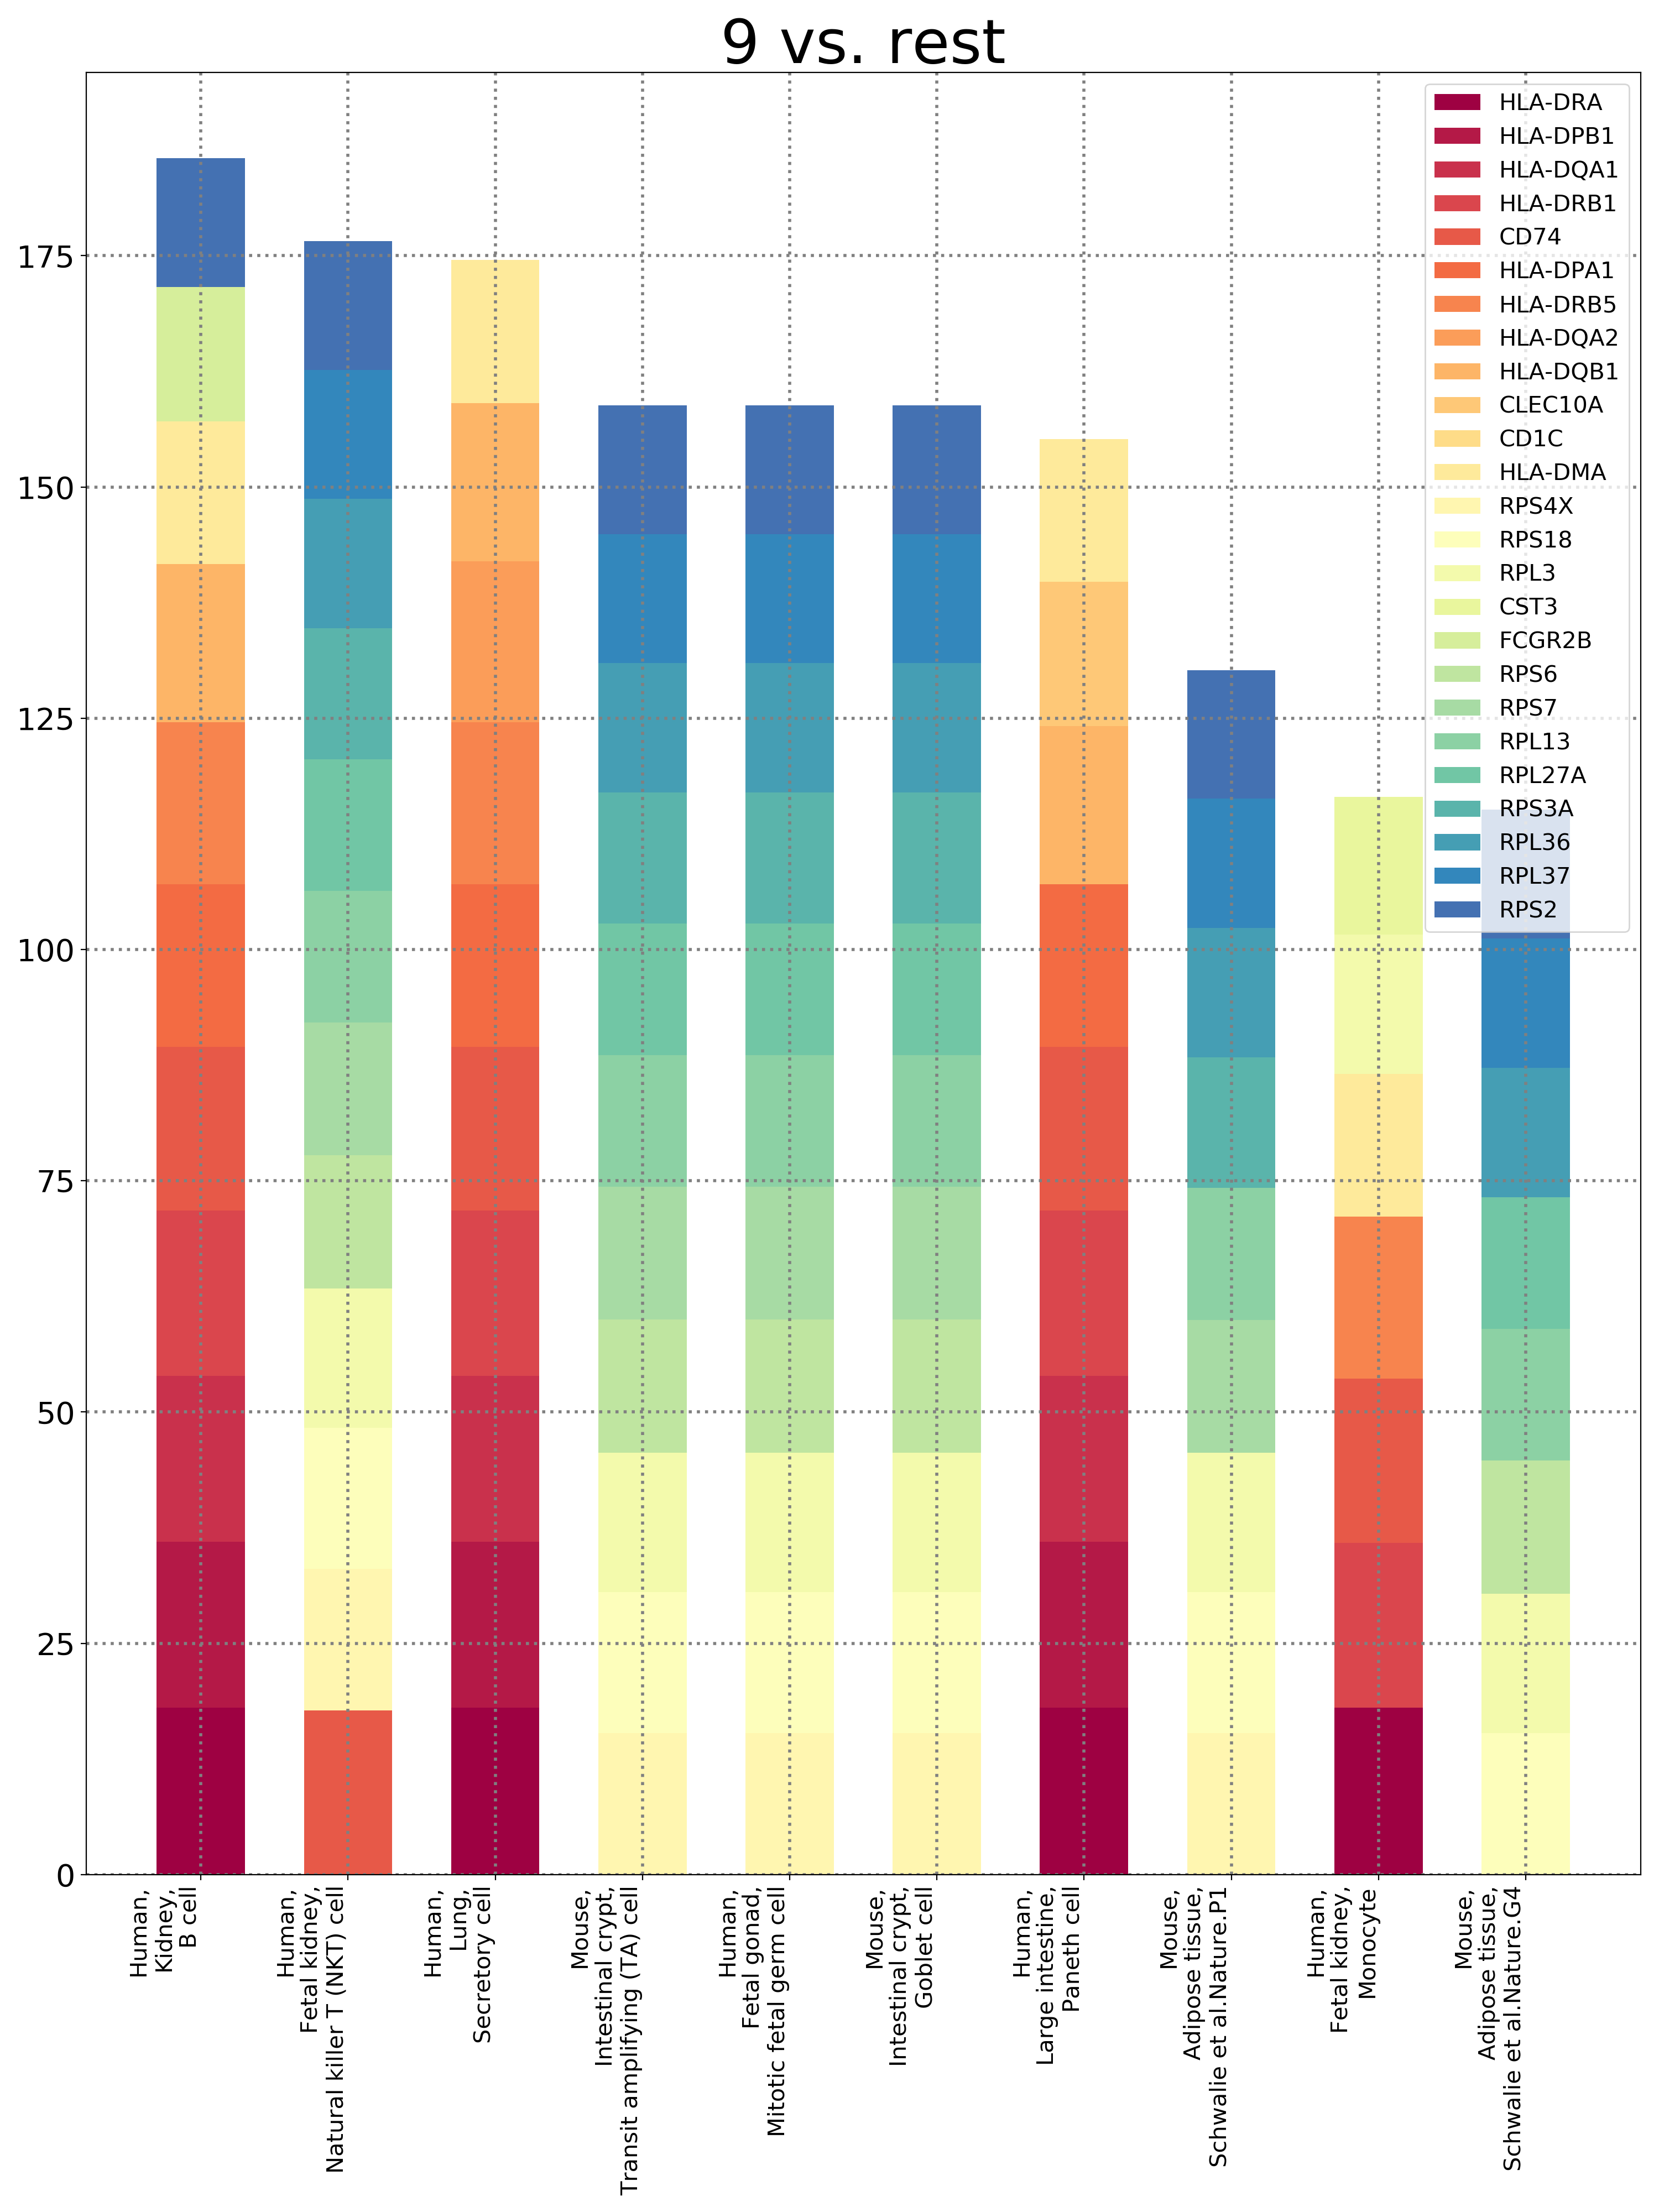 9 vs. rest
175
150
125
100
75
50
25
0
HLA-DRA
HLA-DPB1
HLA-DQA1
HLA-DRB1
CD74
HLA-DPA1
HLA-DRB5
HLA-DQA2
HLA-DQB1
CLEC10A
CD1C
HLA-DMA
RPS4X
RPS18
RPL3
CST3
FCGR2B
RPS6
RPS7
RPL13
RPL27A
RPS3A
RPL36
RPL37
RPS2
Human,
Kidney,
B cell
Human,
Fetal kidney,
Natural killer T (NKT) cell
Human,
Lung,
Secretory cell
Mouse,
Intestinal crypt,
Transit amplifying (TA) cell
Human,
Fetal gonad,
Mitotic fetal germ cell
Mouse,
Intestinal crypt,
Goblet cell
Human,
Large intestine,
Paneth cell
Mouse,
Adipose tissue,
Schwalie et al.Nature.P1
Human,
Fetal kidney,
Monocyte
Mouse,
Adipose tissue,
Schwalie et al.Nature.G4